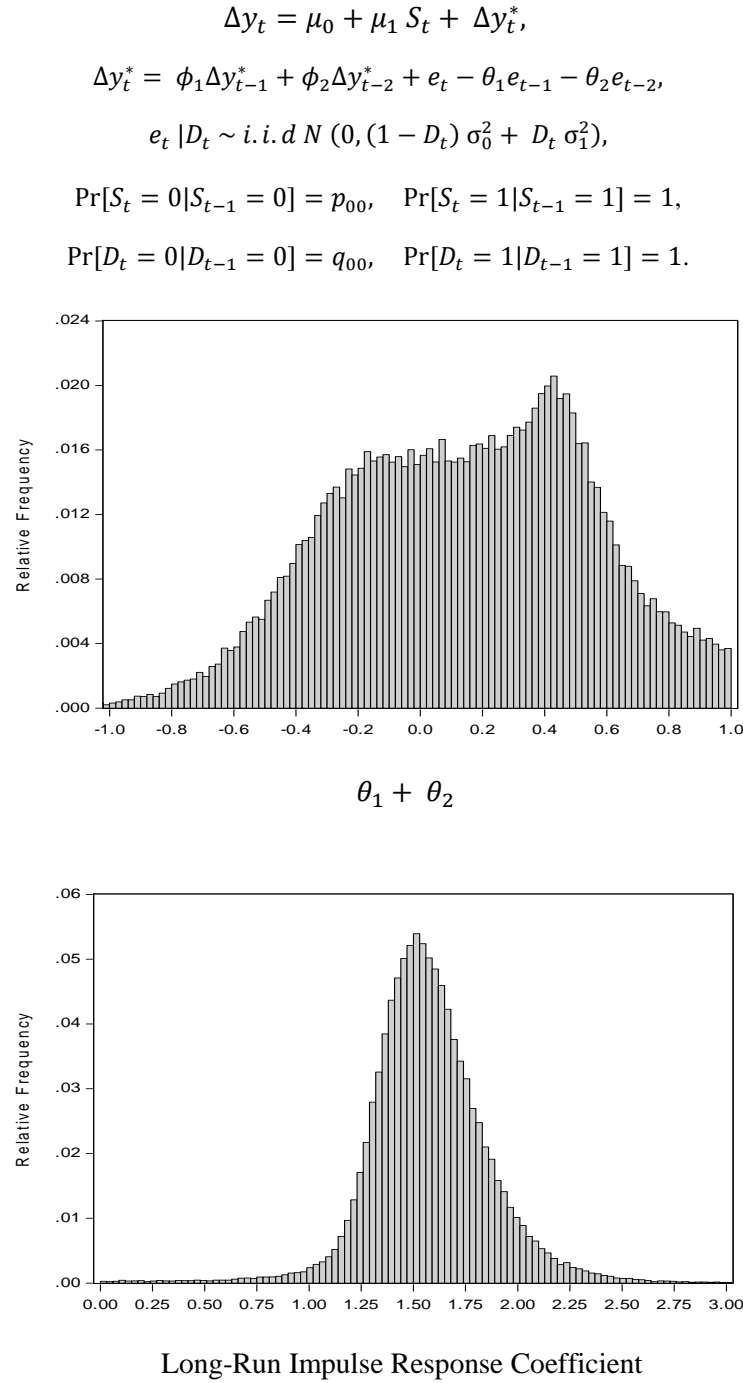 Δy_t = μ_0 + μ_1 S_t + Δy_t^*,
Δy_t^* = ϕ_1Δy_{t−1}^* + ϕ_2Δy_{t−2}^* + e_t − θ_1e_{t−1} − θ_2e_{t−2},
e_t |D_t ~ i.i.d N (0, (1 − D_t) σ_0^2 + D_t σ_1^2),
Pr[S_t = 0|S_{t−1} = 0] = p_{00}, Pr[S_t = 1|S_{t−1} = 1] = 1,
Pr[D_t = 0|D_{t−1} = 0] = q_{00}, Pr[D_t = 1|D_{t−1} = 1] = 1.
.024
.020
.016
.012
.008
.004
.000
Relative Frequency
-1.0 -0.8 -0.6 -0.4 -0.2 0.0 0.2 0.4 0.6 0.8 1.0
θ_1 + θ_2
.06
.05
.04
.03
.02
.01
.00
Relative Frequency
0.00 0.25 0.50 0.75 1.00 1.25 1.50 1.75 2.00 2.25 2.50 2.75 3.00
Long-Run Impulse Response Coefficient